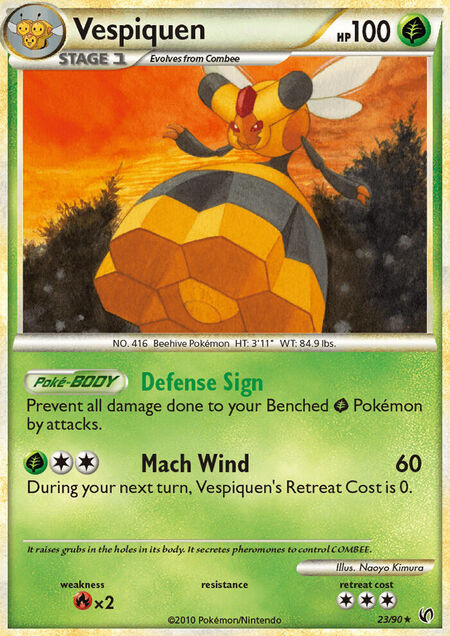 Vespiquen HP100
STAGE 1 Evolves from Combee
NO. 416 Beehive Pokémon HT: 3'11" WT: 84.9 lbs.
Poké-BODY Defense Sign
Prevent all damage done to your Benched Pokémon
by attacks.
Mach Wind 60
During your next turn, Vespiquen's Retreat Cost is 0.
It raises grubs in the holes in its body. It secretes pheromones to control COMBEE.
Illus. Naoyo Kimura
weakness resistance retreat cost
×2
©2010 Pokémon/Nintendo 23/90★